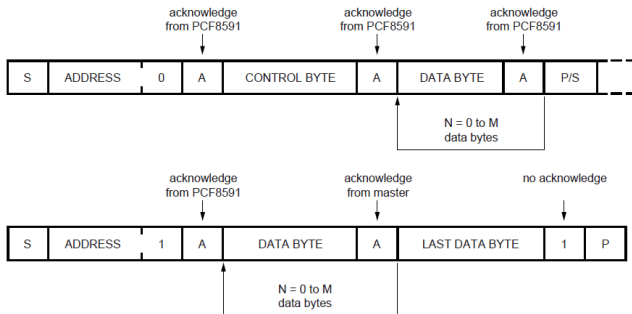 acknowledge acknowledge acknowledge
from PCF8591 from PCF8591 from PCF8591
S ADDRESS 0 A CONTROL BYTE A DATA BYTE A P/S
N = 0 to M
data bytes
acknowledge acknowledge no acknowledge
from PCF8591 from master
S ADDRESS 1 A DATA BYTE A LAST DATA BYTE 1 P
N = 0 to M
data bytes